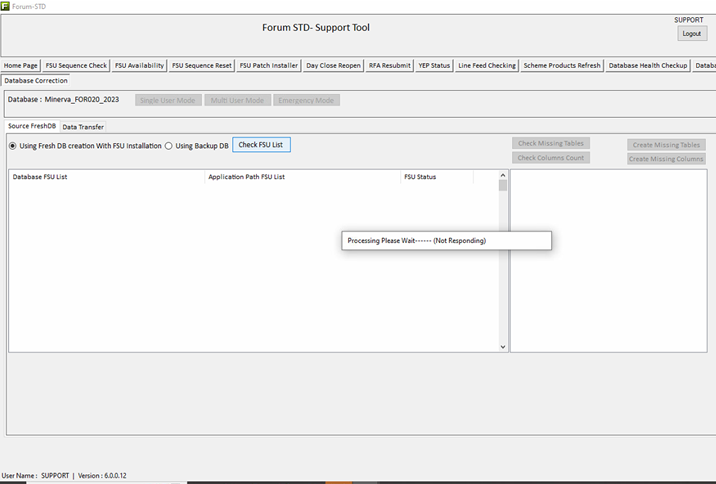 Forum-STD
Forum STD- Support Tool
SUPPORT
Logout
Home Page FSU Sequence Check FSU Availability FSU Sequence Reset FSU Patch Installer Day Close Reopen RFA Resubmit YEP Status Line Feed Checking Scheme Products Refresh Database Health Checkup Databa
Database Correction
Database : Minerva_FOR020_2023 Single User Mode Multi User Mode Emergency Mode
Source FreshDB Data Transfer
Using Fresh DB creation With FSU Installation Using Backup DB Check FSU List Check Missing Tables Create Missing Tables
Check Columns Count Create Missing Columns
Database FSU List Application Path FSU List FSU Status
Processing Please Wait------ (Not Responding)
User Name : SUPPORT | Version : 6.0.0.12